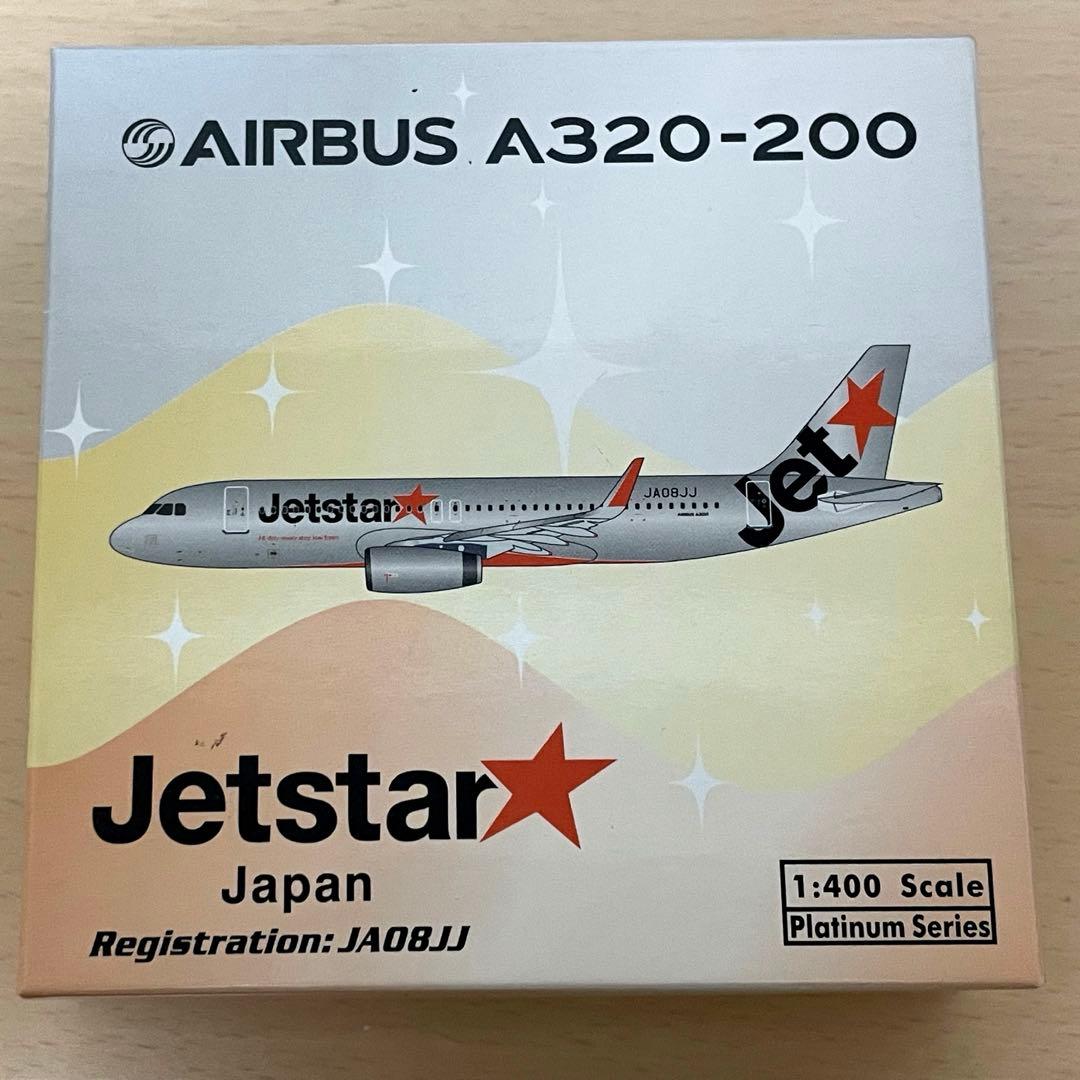 AIRBUS A320-200
Jet
JA08JJ
Jetstar
Jetstar
Japan
Registration: JA08JJ
1:400 Scale
Platinum Series